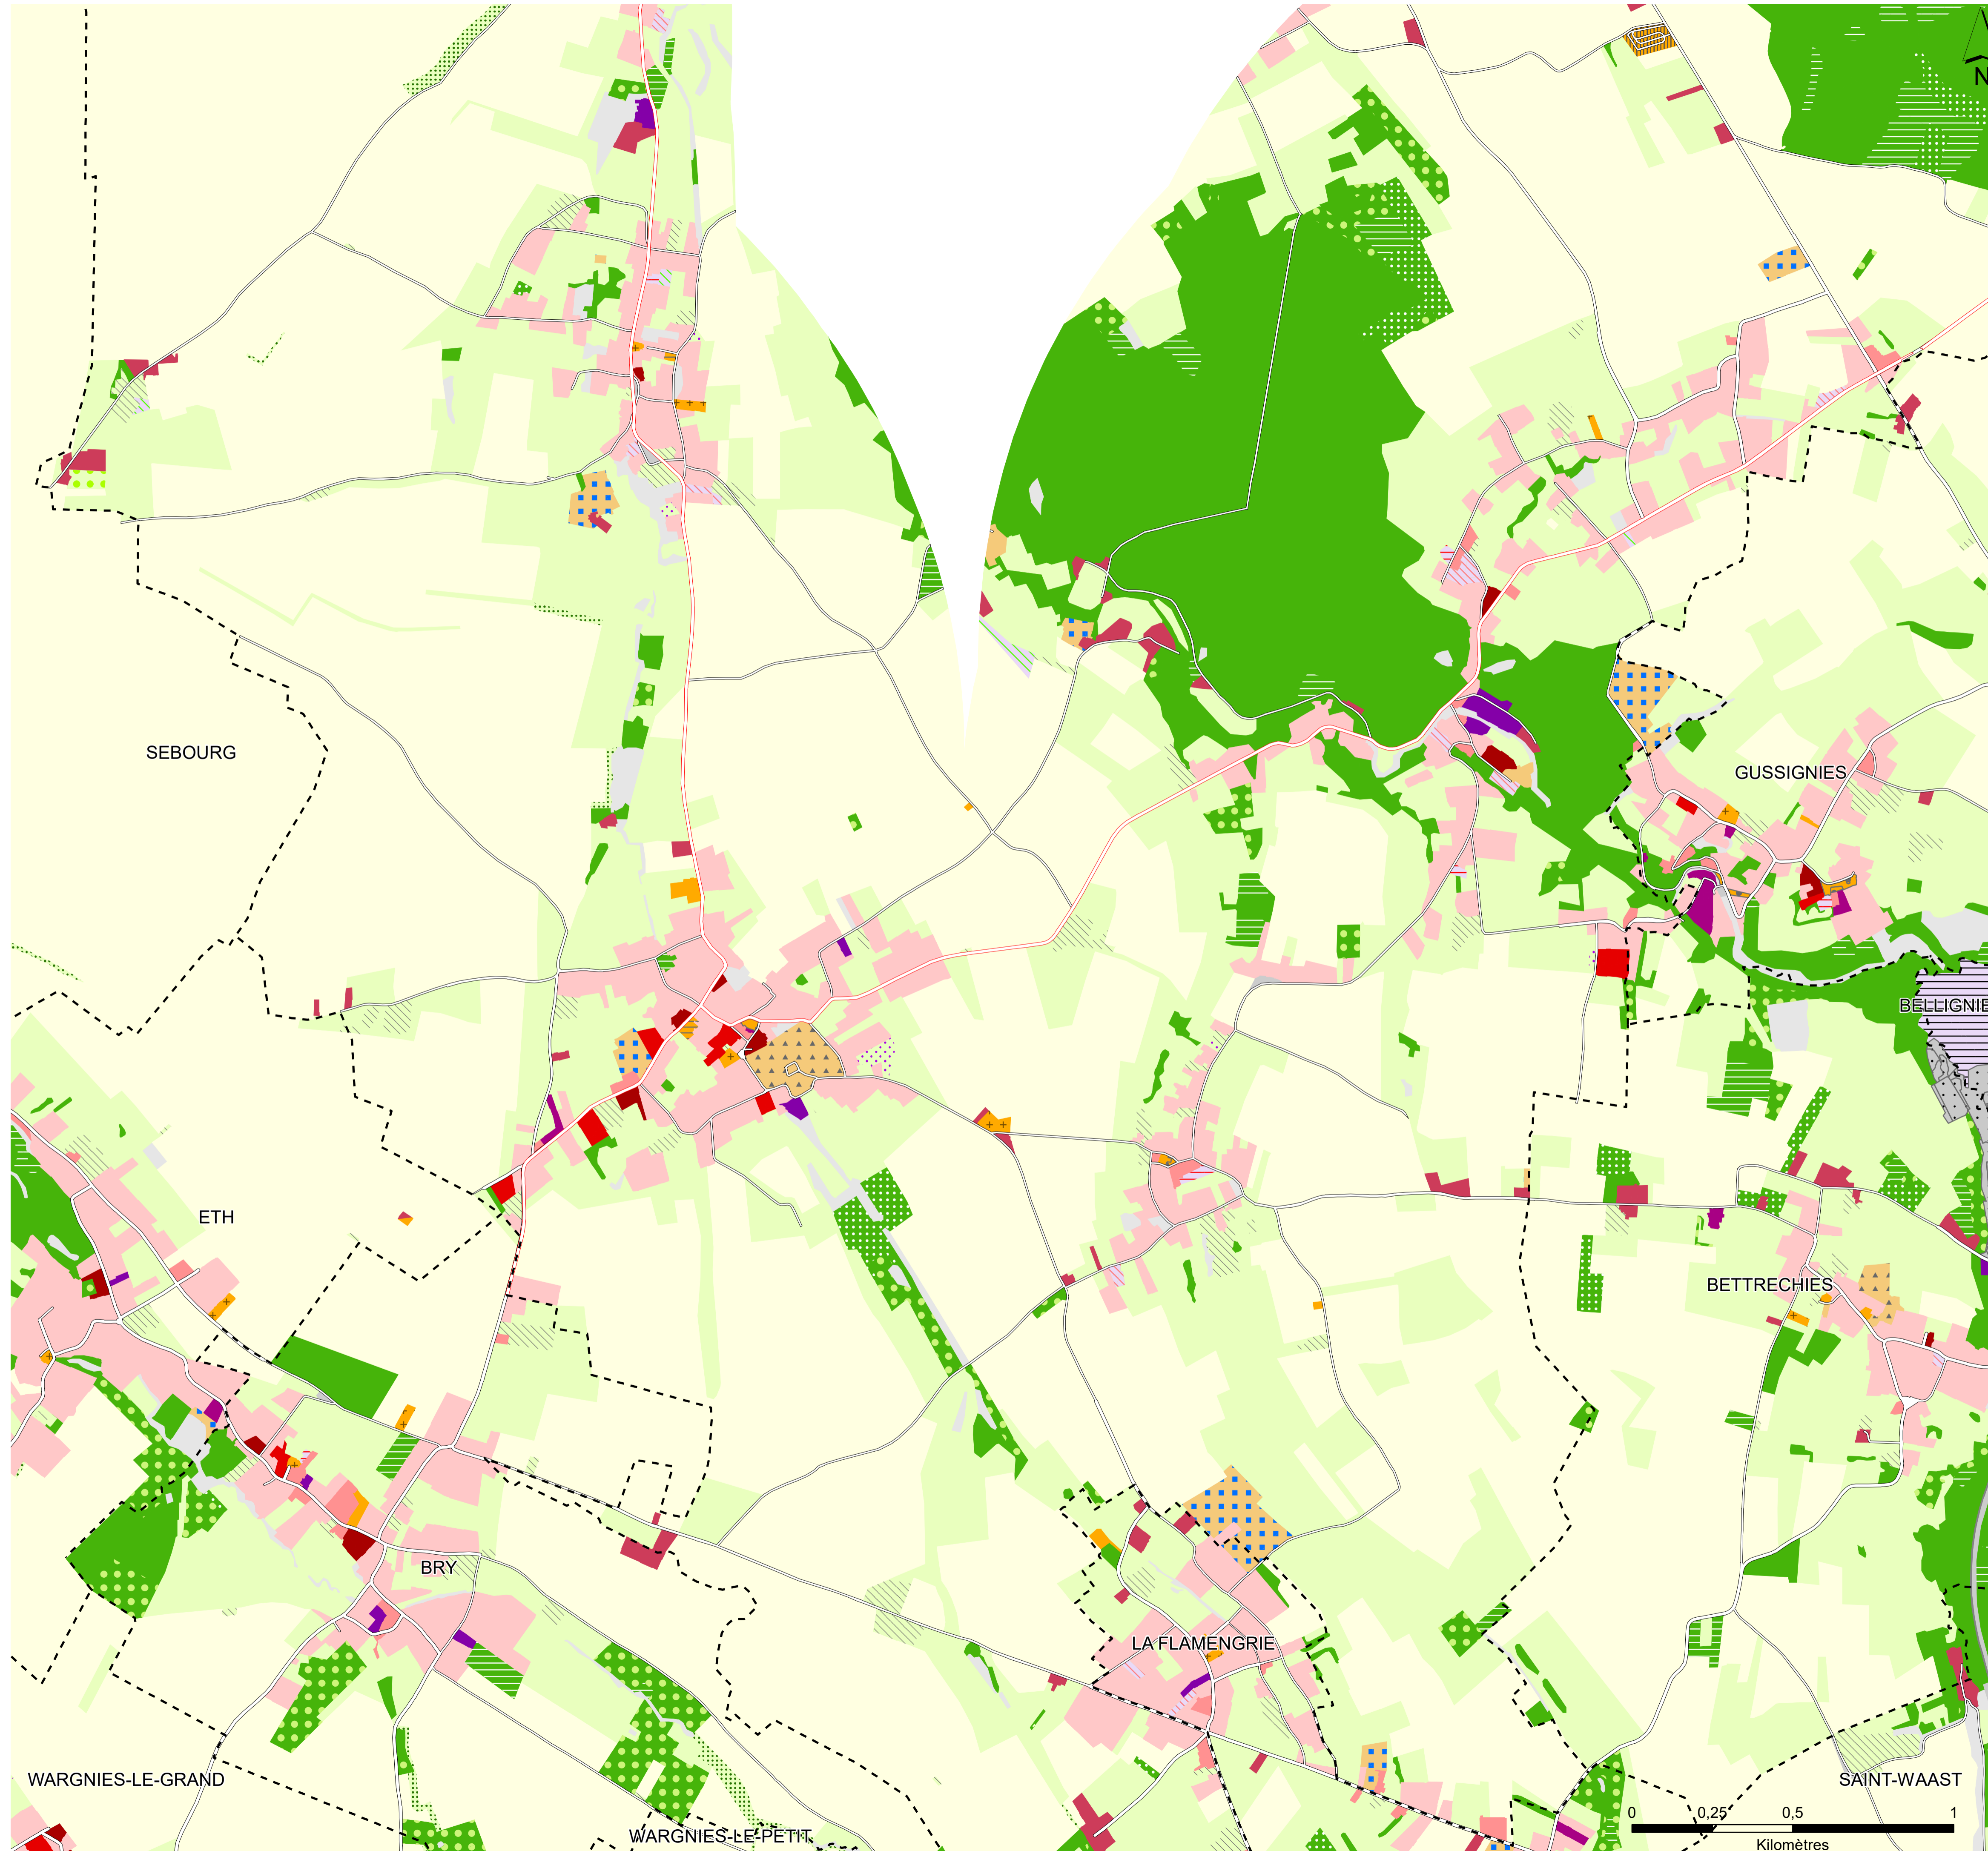 N
SEBOURG
GUSSIGNIES
BELLIGNIE
ETH
BETTRECHIES
BRY
LA FLAMENGRIE
WARGNIES-LE-GRAND
SAINT-WAAST
0 0,25 0,5 1
WARGNIES-LE-PETIT
Kilomètres